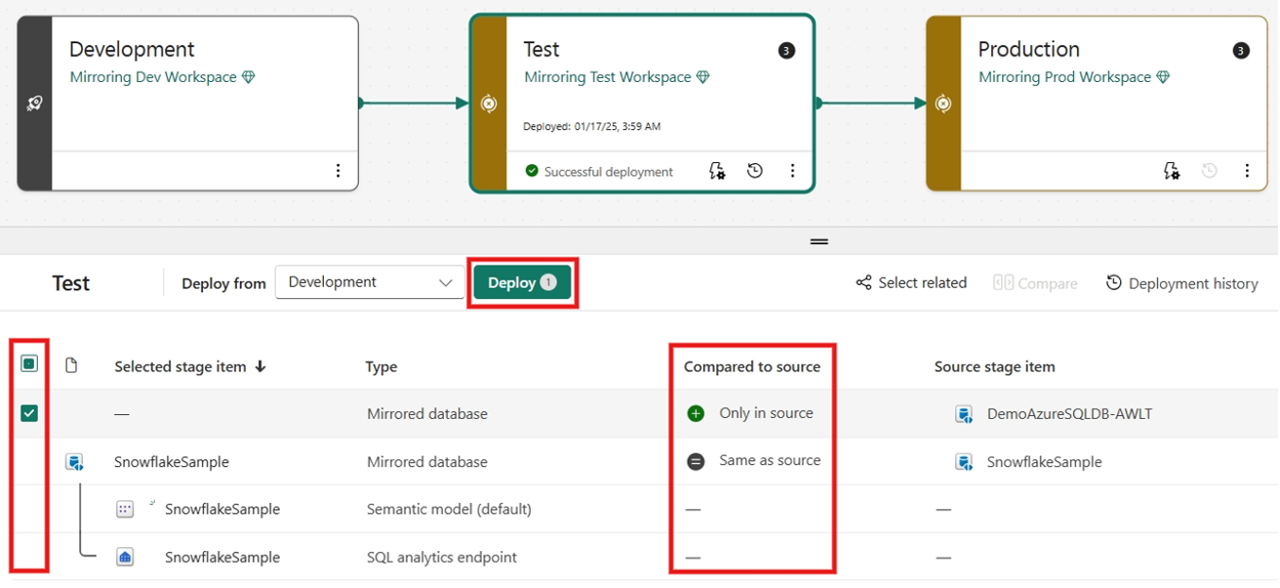 Development
Mirroring Dev Workspace
Test
3
Mirroring Test Workspace
Deployed: 01/17/25, 3:59 AM
Successful deployment
Production
3
Mirroring Prod Workspace
Test
Deploy from
Development
Deploy 1
Select related
Compare
Deployment history
Selected stage item
Type
Compared to source
Source stage item
—
Mirrored database
Only in source
DemoAzureSQLDB-AWLT
SnowflakeSample
Mirrored database
Same as source
SnowflakeSample
SnowflakeSample
Semantic model (default)
—
—
SnowflakeSample
SQL analytics endpoint
—
—